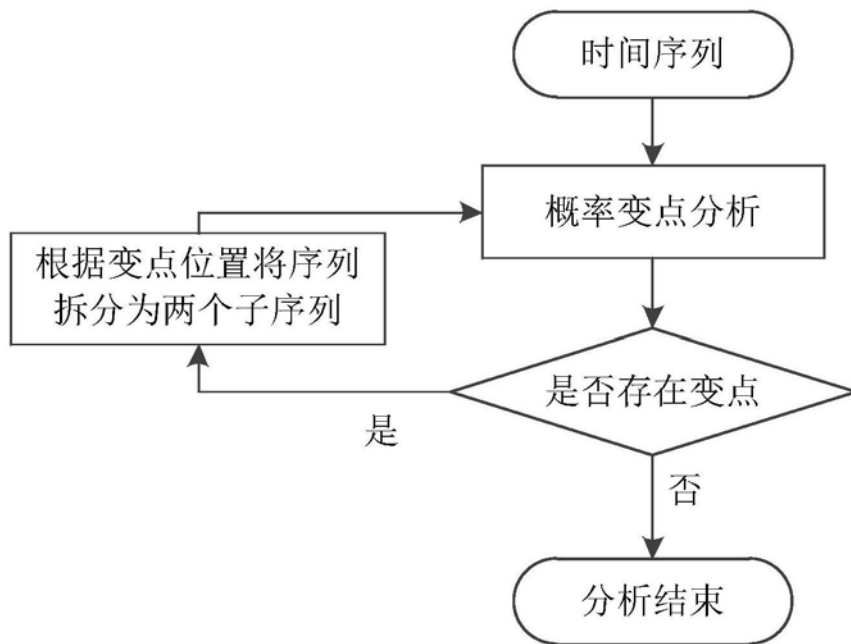 时间序列
概率变点分析
根据变点位置将序列
拆分为两个子序列
是否存在变点
是
否
分析结束